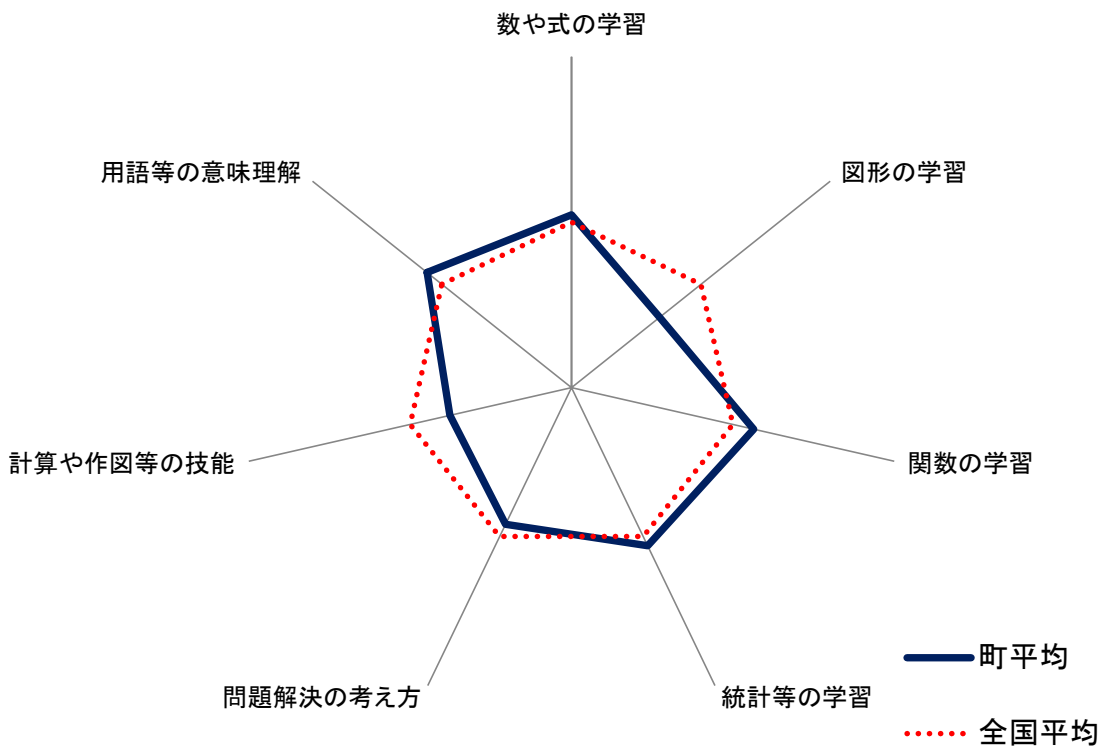 数や式の学習
図形の学習
関数の学習
統計等の学習
問題解決の考え方
計算や作図等の技能
用語等の意味理解
町平均
全国平均